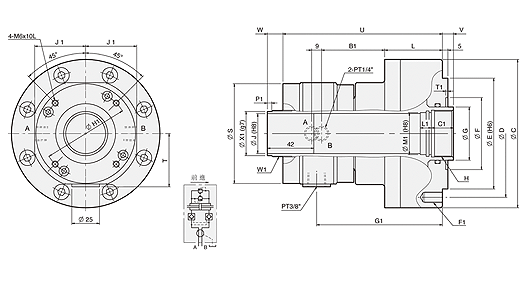 4-M6x10L
J 1
J 1
45°
45°
Ø H1
A
B
T
Ø 25
A
B
W
U
V
9
B1
L
5
2-PT1/4"
P1
T1
Ø S
Ø X1 (g7)
Ø J (H8)
A
42
B
Ø M1 (H8)
L1
C1
Ø G
Ø F
Ø E (H6)
Ø D
Ø C
W1
H
PT3/8"
G1
F1